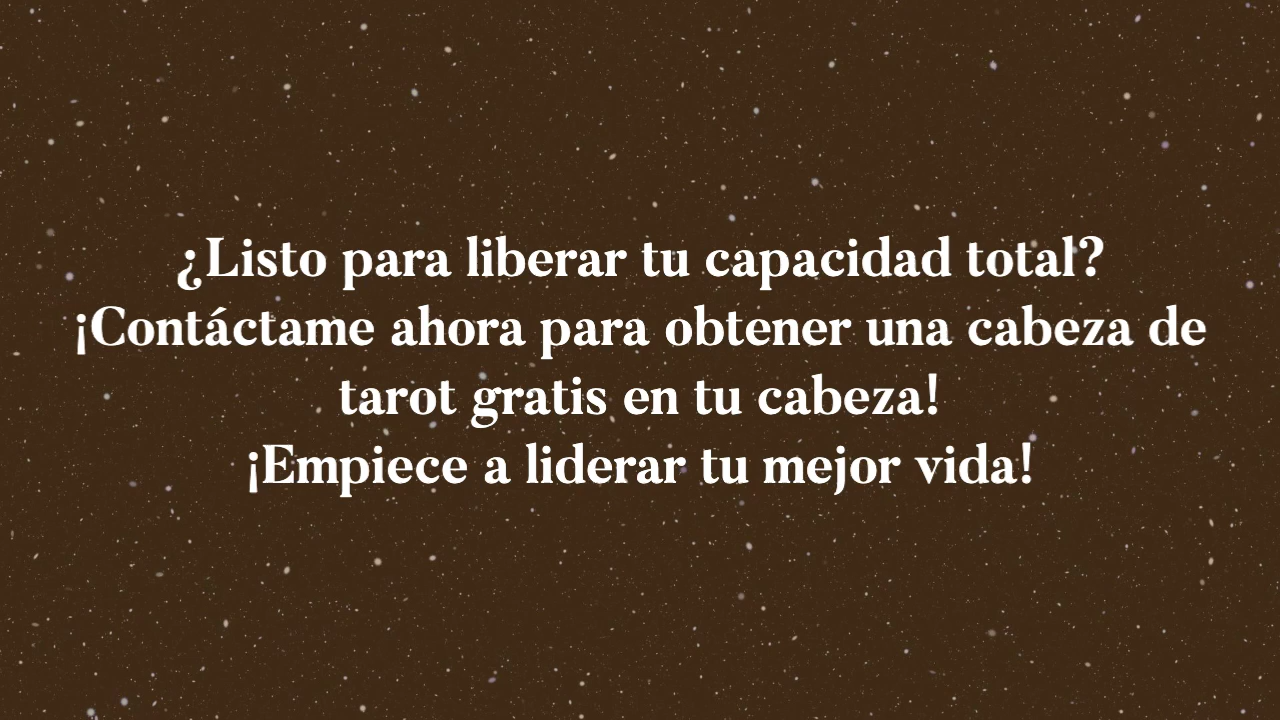 ¿Listo para liberar tu capacidad total?
¡Contáctame ahora para obtener una cabeza de
tarot gratis en tu cabeza!
¡Empiece a liderar tu mejor vida!